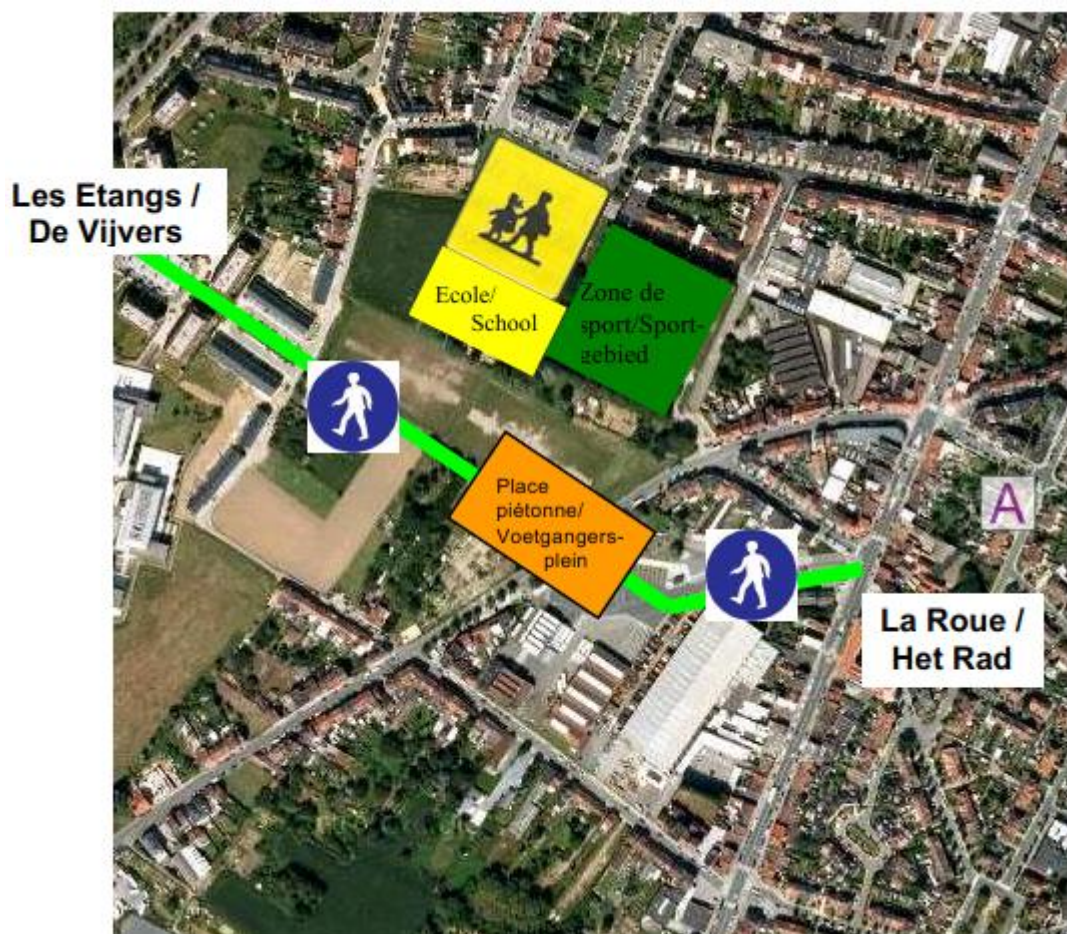 Les Etangs /
De Vijvers
Ecole/
School
Zone de
sport/Sport-
gebied
Place
piétonne/
Voetgangers-
plein
A
La Roue /
Het Rad